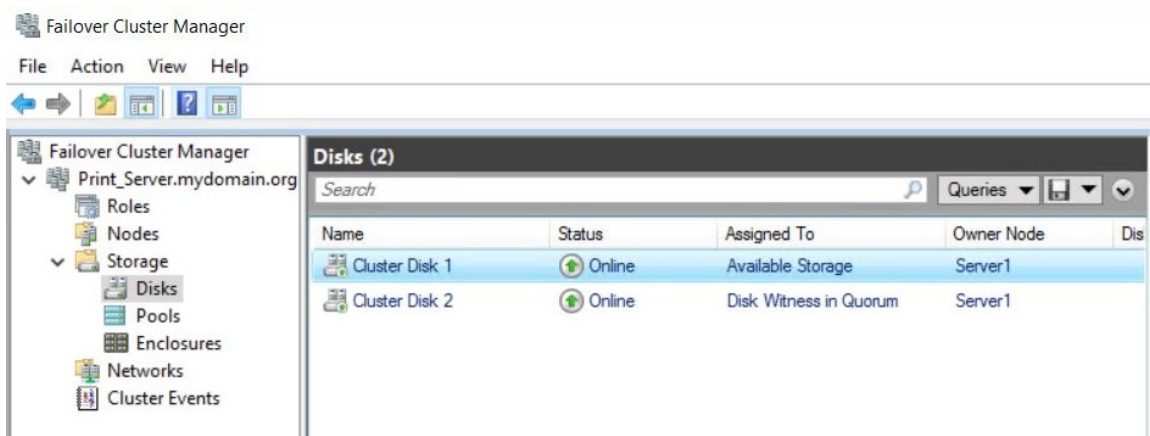 Failover Cluster Manager
File Action View Help
Failover Cluster Manager
Print_Server.mydomain.org
Roles
Nodes
Storage
Disks
Pools
Enclosures
Networks
Cluster Events
Disks (2)
Search Queries
Name Status Assigned To Owner Node Dis
Cluster Disk 1 Online Available Storage Server1
Cluster Disk 2 Online Disk Witness in Quorum Server1